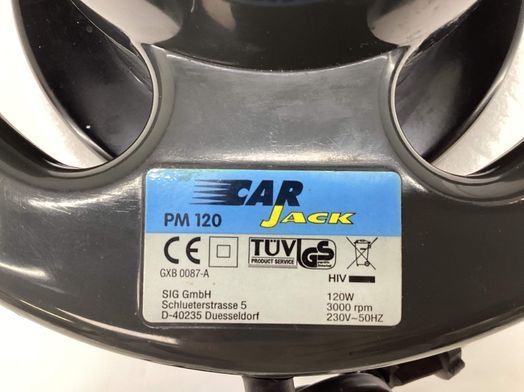 CAR
JACK
PM 120
CE
TÜV
PRODUCT SERVICE
GS
GXB 0087-A
HIV
SIG GmbH
Schlueterstrasse 5
D-40235 Duesseldorf
120W
3000 rpm
230V~50HZ